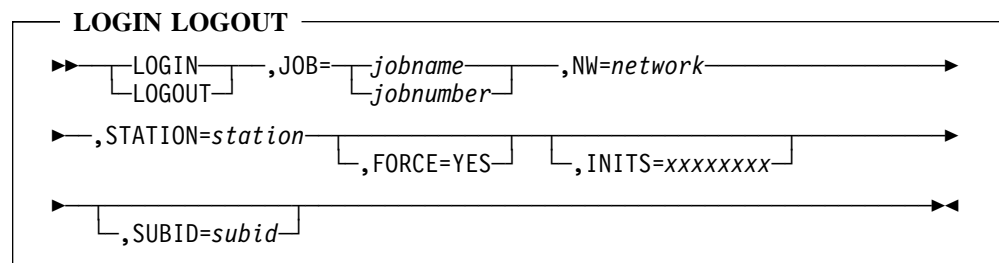 LOGIN LOGOUT
LOGIN ,JOB= jobname ,NW=network
LOGOUT jobnumber
,STATION=station
,FORCE=YES ,INITS=xxxxxxxx
,SUBID=subid